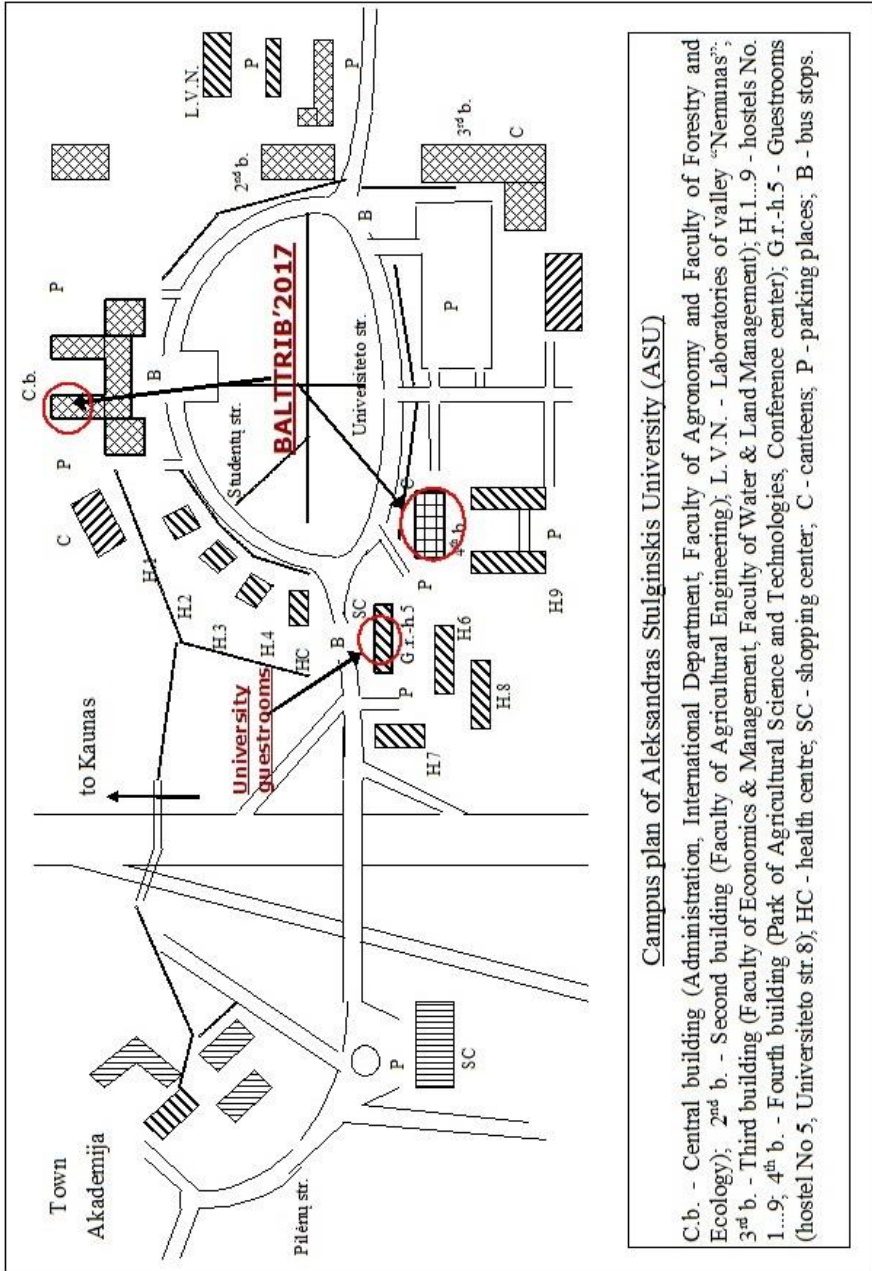 Town
Akademija
Pilėnų str.
to Kaunas
University
guestrooms
BALTTRIB’2017
C.b.
P
P
C
B
H.1
H.2
H.3
H.4
HC
B
SC
G.r.-h.5
P
H.6
H.7
H.8
H.9
P
P
4th b.
C
Studentų str.
Universiteto str.
B
P
2nd b.
3rd b.
C
L.V.N.
P
P
P
SC
Campus plan of Aleksandras Stulginskis University (ASU)
C.b. - Central building (Administration, International Department, Faculty of Agronomy and Faculty of Forestry and
Ecology); 2nd b. - Second building (Faculty of Agricultural Engineering); L.V.N. - Laboratories of valley “Nemunas”.
3rd b. - Third building (Faculty of Economics & Management, Faculty of Water & Land Management); H.1...9 - hostels No.
1...9; 4th b. - Fourth building (Park of Agricultural Science and Technologies, Conference center); G.r.-h.5 - Guestrooms
(hostel No 5, Universiteto str. 8); HC - health centre; SC - shopping center; C - canteens; P - parking places; B - bus stops.